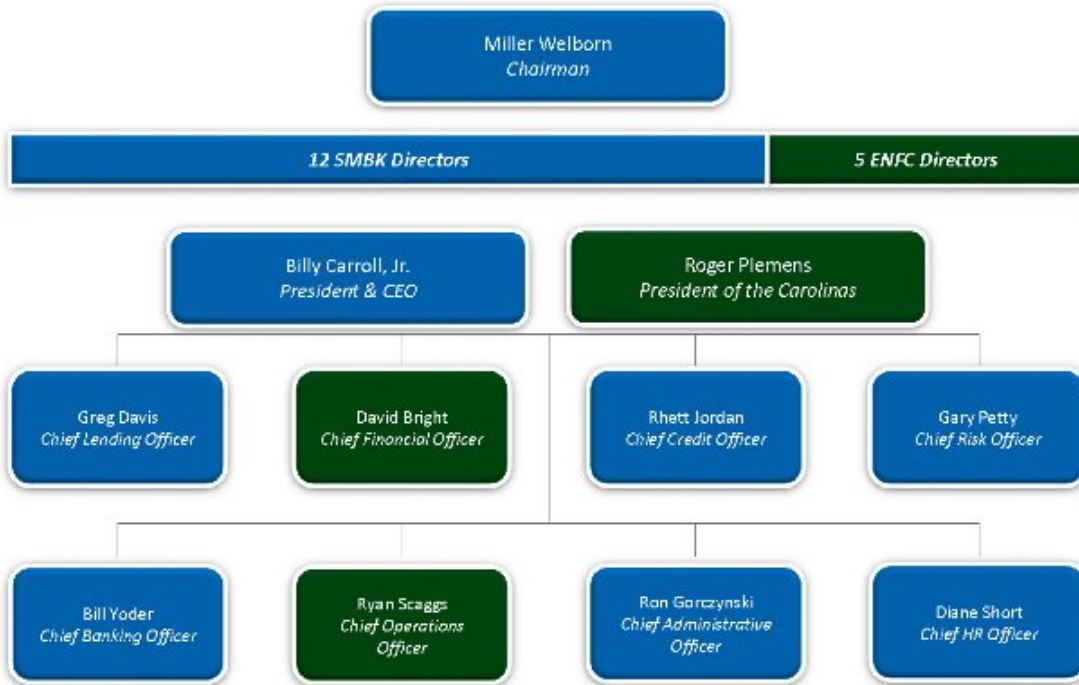 Miller Welborn
Chairman
12 SMBK Directors
5 ENFC Directors
Billy Carroll, Jr.
President & CEO
Roger Plemens
President of the Carolinas
Greg Davis
Chief Lending Officer
David Bright
Chief Financial Officer
Rhett Jordan
Chief Credit Officer
Gary Petty
Chief Risk Officer
Bill Yoder
Chief Banking Officer
Ryan Scaggs
Chief Operations
Officer
Ron Gorczynski
Chief Administrative
Officer
Diane Short
Chief HR Officer